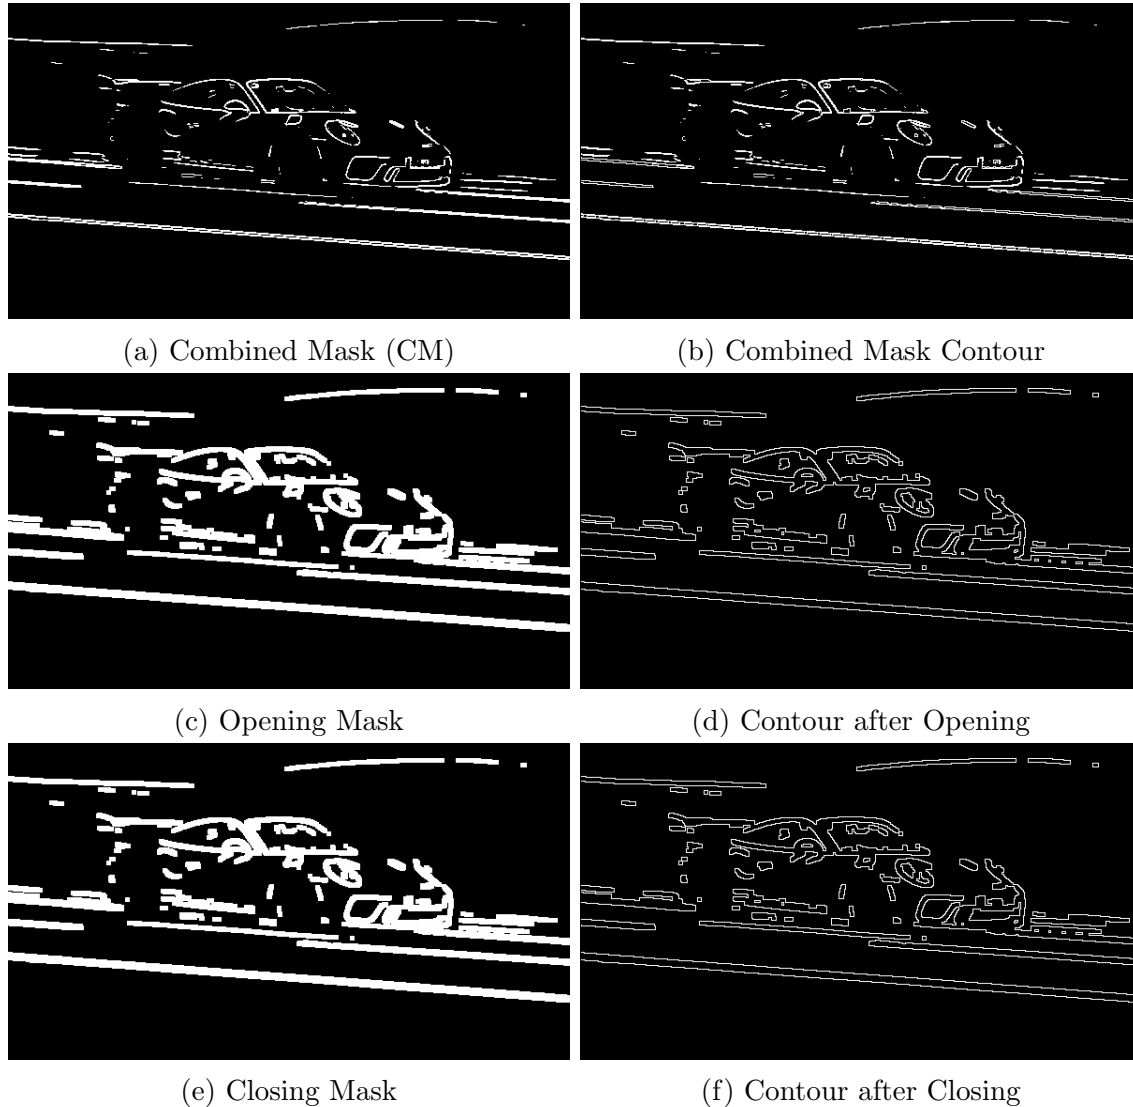 (a) Combined Mask (CM)
(b) Combined Mask Contour
(c) Opening Mask
(d) Contour after Opening
(e) Closing Mask
(f) Contour after Closing